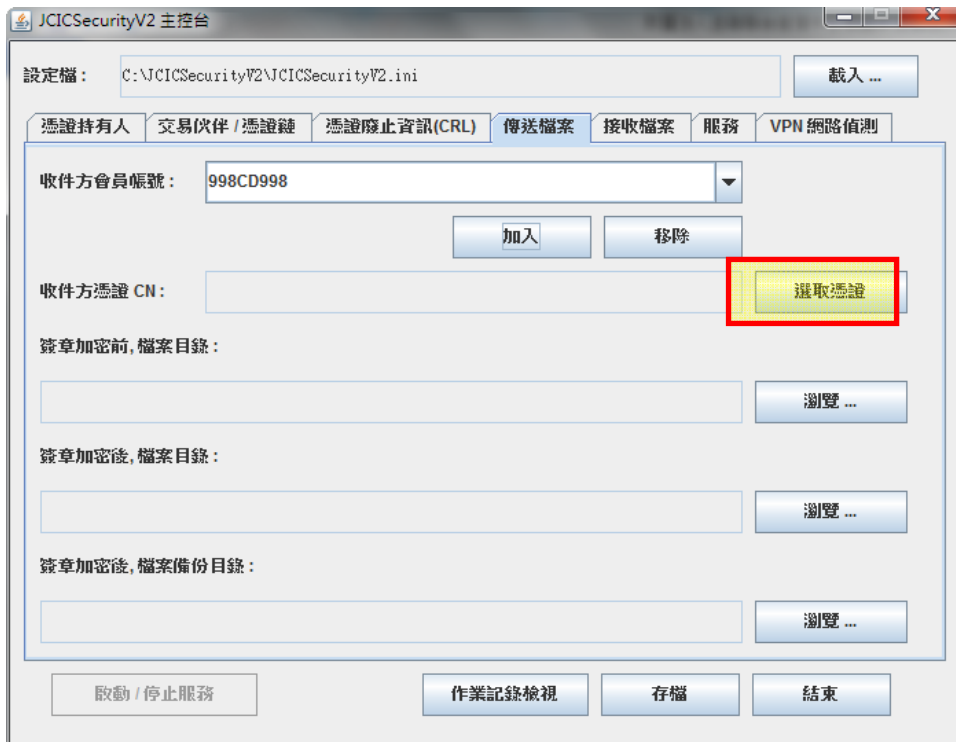 JCICSecurityV2 主控台
設定檔： C:\JCICSecurityV2\JCICSecurityV2.ini 載入 ...
憑證持有人 交易伙伴 / 憑證鏈 憑證廢止資訊(CRL) 傳送檔案 接收檔案 服務 VPN 網路偵測
收件方會員帳號： 998CD998
加入 移除
收件方憑證 CN： 選取憑證
簽章加密前, 檔案目錄：
瀏覽 ...
簽章加密後, 檔案目錄：
瀏覽 ...
簽章加密後, 檔案備份目錄：
瀏覽 ...
啟動 / 停止服務 作業記錄檢視 存檔 結束